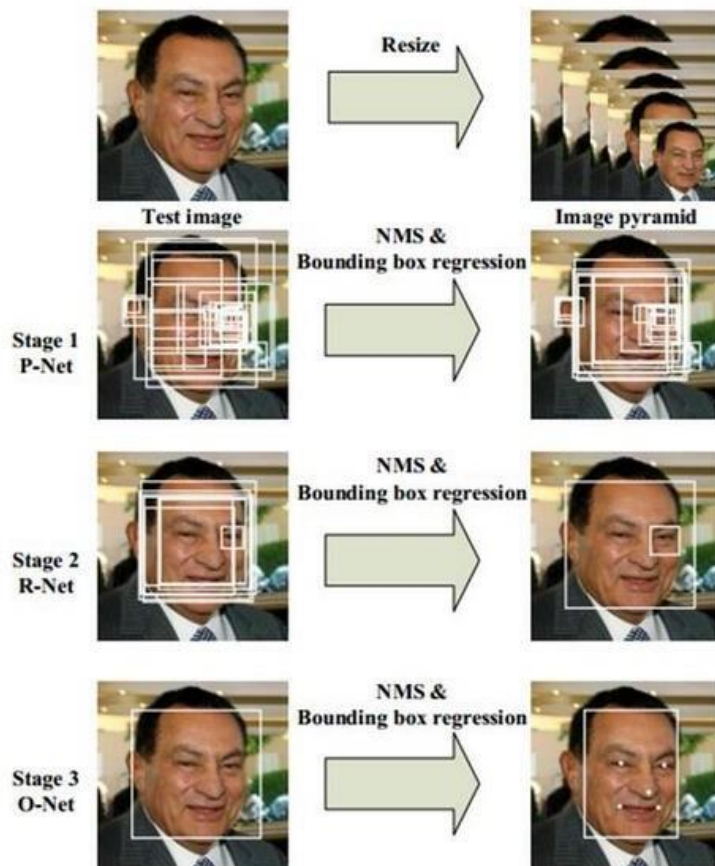 Resize
Test image
Image pyramid
NMS &
Bounding box regression
Stage 1
P-Net
NMS &
Bounding box regression
Stage 2
R-Net
NMS &
Bounding box regression
Stage 3
O-Net